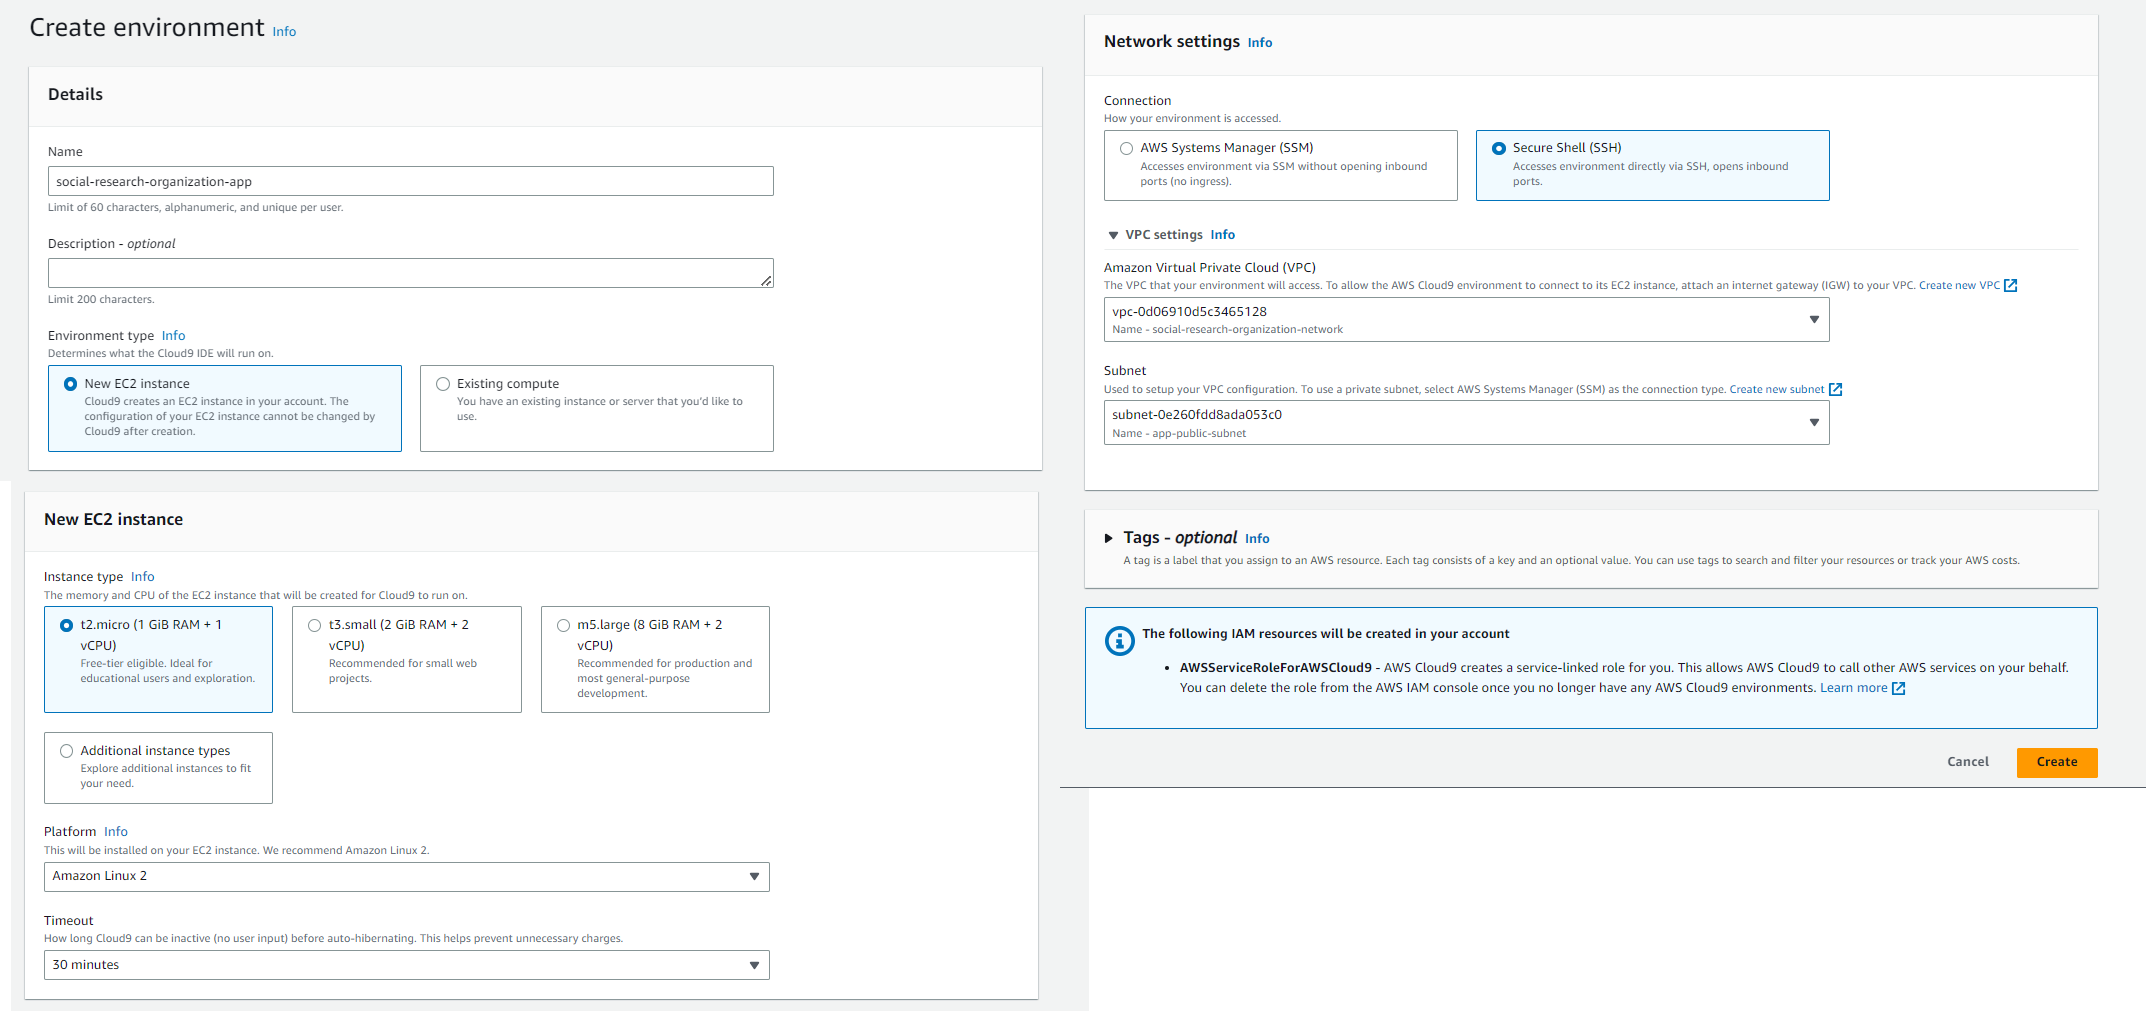 Create environment Info
Details
Name
social-research-organization-app
Limit of 60 characters, alphanumeric, and unique per user.
Description - optional
Limit 200 characters.
Environment type Info
Determines what the Cloud9 IDE will run on.
New EC2 instance
Cloud9 creates an EC2 instance in your account. The
configuration of your EC2 instance cannot be changed by
Cloud9 after creation.
Existing compute
You have an existing instance or server that you'd like to
use.
New EC2 instance
Instance type Info
The memory and CPU of the EC2 instance that will be created for Cloud9 to run on.
t2.micro (1 GiB RAM + 1
vCPU)
Free-tier eligible. Ideal for
educational users and exploration.
t3.small (2 GiB RAM + 2
vCPU)
Recommended for small web
projects.
m5.large (8 GiB RAM + 2
vCPU)
Recommended for production and
most general-purpose
development.
Additional instance types
Explore additional instances to fit
your need.
Platform Info
This will be installed on your EC2 instance. We recommend Amazon Linux 2.
Amazon Linux 2
Timeout
How long Cloud9 can be inactive (no user input) before auto-hibernating. This helps prevent unnecessary charges.
30 minutes
Network settings Info
Connection
How your environment is accessed.
AWS Systems Manager (SSM)
Accesses environment via SSM without opening inbound
ports (no ingress).
Secure Shell (SSH)
Accesses environment directly via SSH, opens inbound
ports.
VPC settings Info
Amazon Virtual Private Cloud (VPC)
The VPC that your environment will access. To allow the AWS Cloud9 environment to connect to its EC2 instance, attach an internet gateway (IGW) to your VPC. Create new VPC
vpc-0d06910d5c3465128
Name - social-research-organization-network
Subnet
Used to setup your VPC configuration. To use a private subnet, select AWS Systems Manager (SSM) as the connection type. Create new subnet
subnet-0e260fdd8ada053c0
Name - app-public-subnet
Tags - optional Info
A tag is a label that you assign to an AWS resource. Each tag consists of a key and an optional value. You can use tags to search and filter your resources or track your AWS costs.
The following IAM resources will be created in your account
• AWSServiceRoleForAWSCloud9 - AWS Cloud9 creates a service-linked role for you. This allows AWS Cloud9 to call other AWS services on your behalf.
You can delete the role from the AWS IAM console once you no longer have any AWS Cloud9 environments. Learn more
Cancel
Create